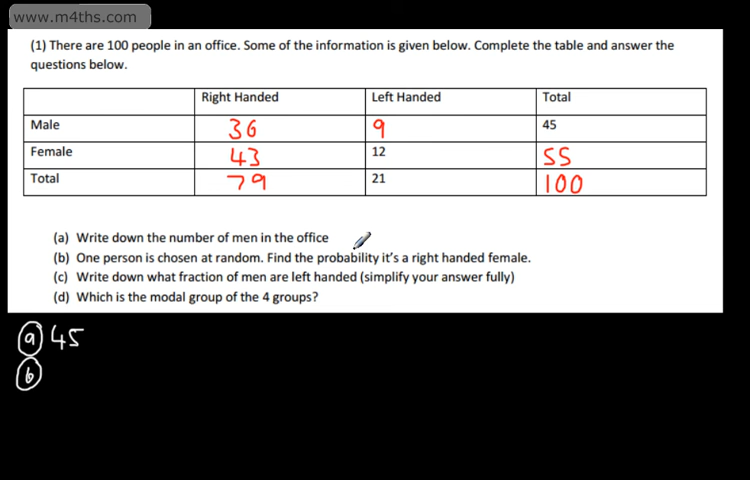 www.m4ths.com
(1) There are 100 people in an office. Some of the information is given below. Complete the table and answer the
questions below.
Right Handed Left Handed Total
Male 36 9 45
Female 43 12 55
Total 79 21 100
(a) Write down the number of men in the office
(b) One person is chosen at random. Find the probability it's a right handed female.
(c) Write down what fraction of men are left handed (simplify your answer fully)
(d) Which is the modal group of the 4 groups?
a 45
b